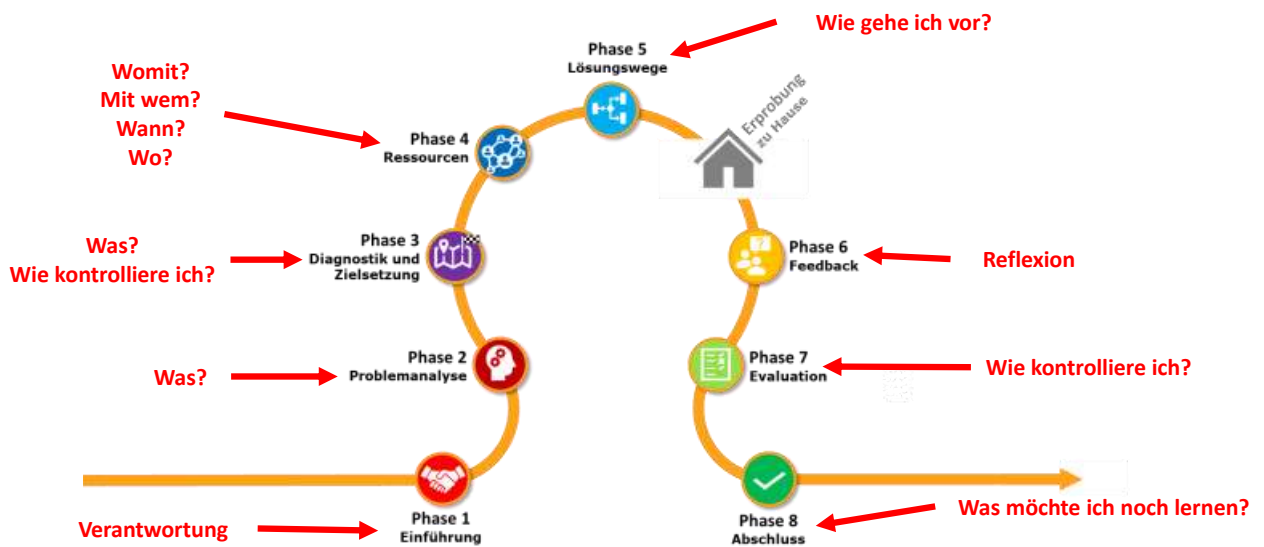 Wie gehe ich vor?
Phase 5
Lösungswege
Womit?
Mit wem?
Wann?
Wo?
Erprobung
zu Hause
Phase 4
Ressourcen
Was?
Wie kontrolliere ich?
Phase 3
Diagnostik und
Zielsetzung
Phase 6
Feedback
Reflexion
Was?
Phase 2
Problemanalyse
Phase 7
Evaluation
Wie kontrolliere ich?
Verantwortung
Phase 1
Einführung
Phase 8
Abschluss
Was möchte ich noch lernen?